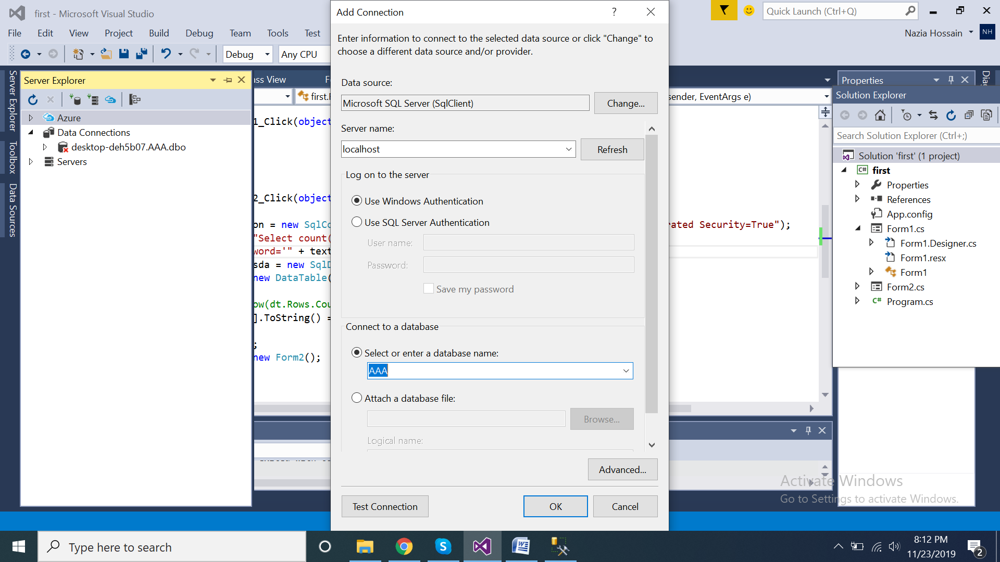 first - Microsoft Visual Studio
Quick Launch (Ctrl+Q)
File Edit View Project Build Debug Team Tools Test
Nazia Hossain NH
Debug Any CPU
Add Connection
?
Enter information to connect to the selected data source or click "Change" to
choose a different data source and/or provider.
Data source:
Microsoft SQL Server (SqlClient)
Change...
Server name:
localhost
Refresh
Log on to the server
Use Windows Authentication
Use SQL Server Authentication
User name:
Password:
Save my password
Connect to a database
Select or enter a database name:
AAA
Attach a database file:
Browse...
Logical name:
Advanced...
Test Connection
OK
Cancel
Server Explorer
Toolbox
Data Sources
Server Explorer
Azure
Data Connections
desktop-deh5b07.AAA.dbo
Servers
ass View
first.
sender, EventArgs e)
1_Click(object
2_Click(object
on = new SqlCo
ated Security=True");
"Select count(
word='" + text
sda = new SqlD
new DataTable(
ow(dt.Rows.Cou
].ToString() =
;
new Form2();
Properties
Solution Explorer
Search Solution Explorer (Ctrl+;)
Solution 'first' (1 project)
C# first
Properties
References
App.config
Form1.cs
Form1.Designer.cs
Form1.resx
Form1
Form2.cs
C# Program.cs
Activate Windows
Go to Settings to activate Windows.
Type here to search
8:12 PM
11/23/2019
2